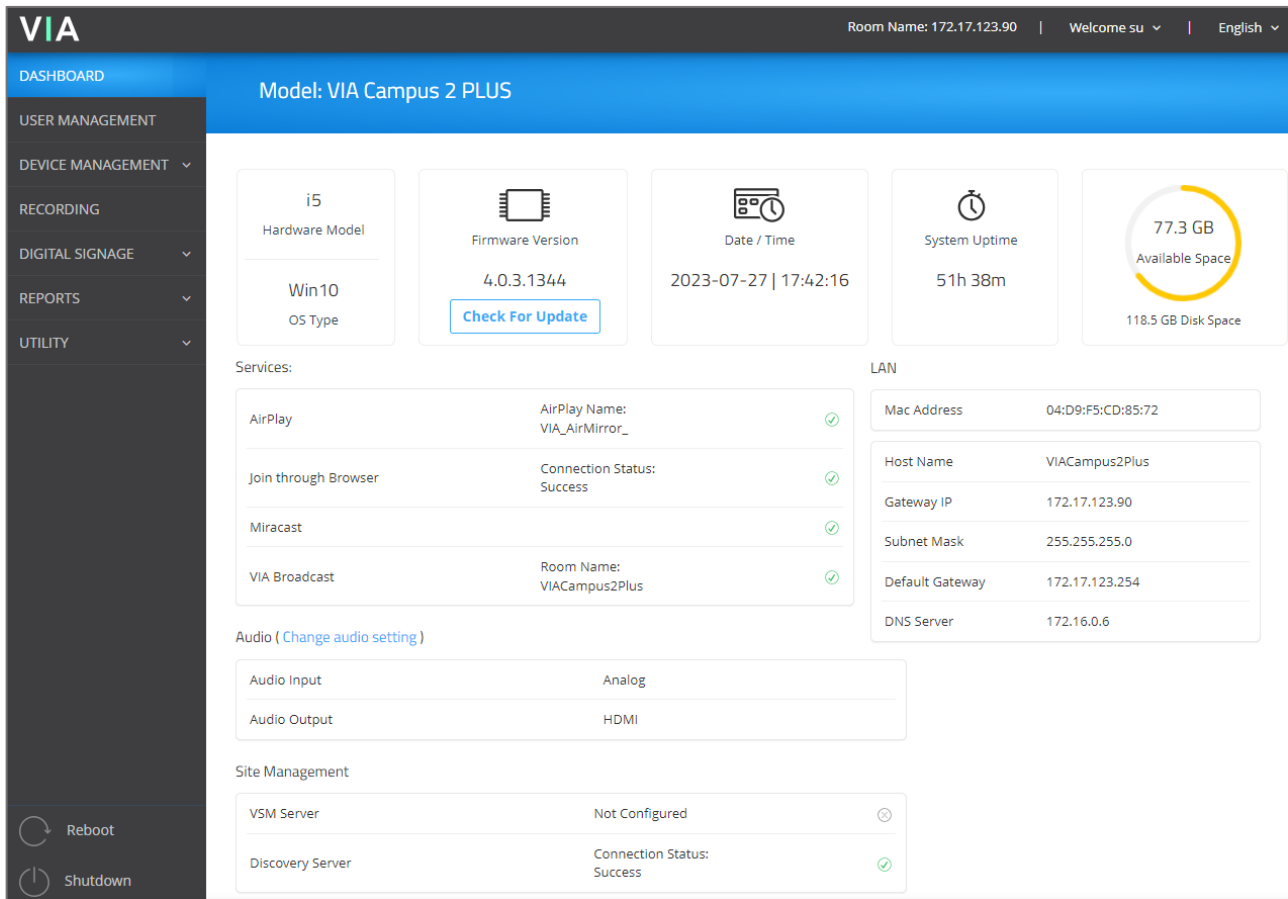 VIA
Room Name: 172.17.123.90 | Welcome su | English
DASHBOARD
USER MANAGEMENT
DEVICE MANAGEMENT
RECORDING
DIGITAL SIGNAGE
REPORTS
UTILITY
Reboot
Shutdown
Model: VIA Campus 2 PLUS
i5
Hardware Model
Win10
OS Type
Firmware Version
4.0.3.1344
Check For Update
Date / Time
2023-07-27 | 17:42:16
System Uptime
51h 38m
77.3 GB
Available Space
118.5 GB Disk Space
Services:
AirPlay
AirPlay Name:
VIA_AirMirror_
Join through Browser
Connection Status:
Success
Miracast
VIA Broadcast
Room Name:
VIACampus2Plus
LAN
Mac Address 04:D9:F5:CD:85:72
Host Name VIACampus2Plus
Gateway IP 172.17.123.90
Subnet Mask 255.255.255.0
Default Gateway 172.17.123.254
DNS Server 172.16.0.6
Audio ( Change audio setting )
Audio Input Analog
Audio Output HDMI
Site Management
VSM Server Not Configured
Discovery Server
Connection Status:
Success